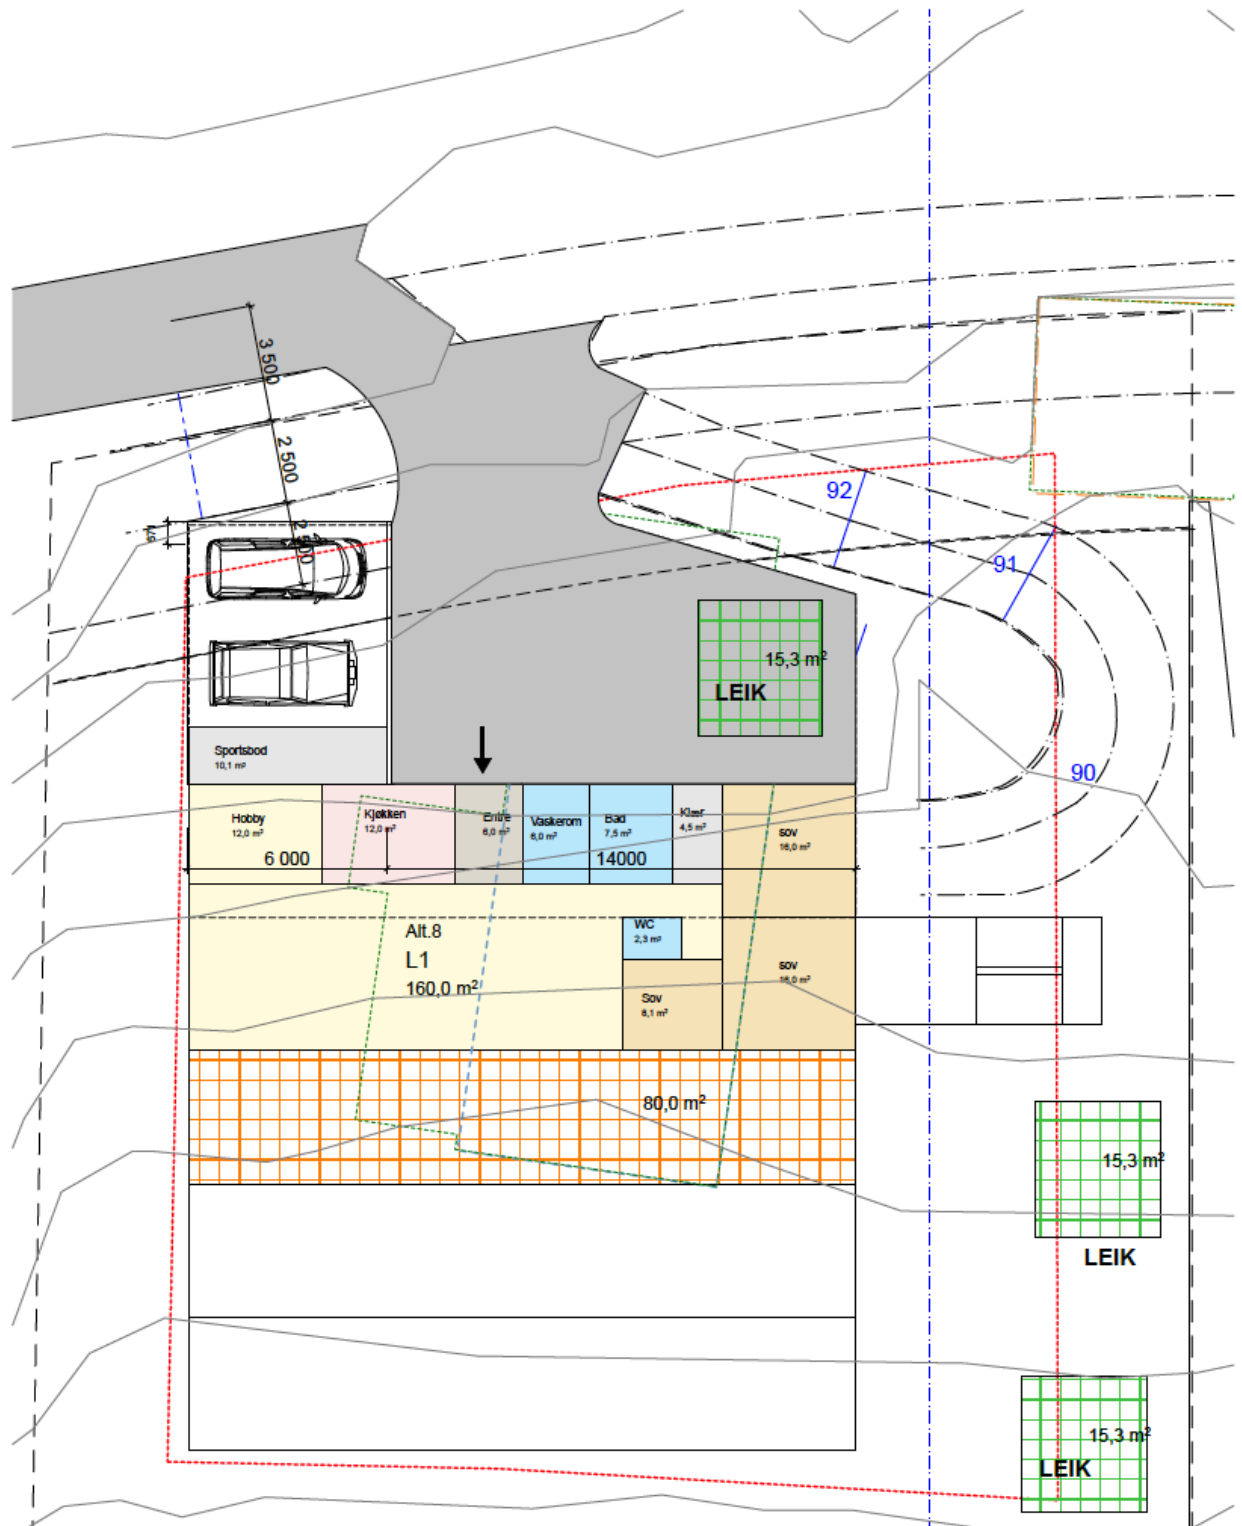 3 500
2 500
2 500
92
91
15,3 m²
LEIK
Sportsbod
10,1 m²
90
Hobby
12,0 m²
Kjøkken
12,0 m²
Entre
6,0 m²
Vaskerom
6,0 m²
Bad
7,5 m²
Klær
4,5 m²
sov
16,0 m²
6 000
14000
Alt.8
L1
160,0 m²
WC
2,3 m²
Sov
8,1 m²
sov
16,0 m²
80,0 m²
15,3 m²
LEIK
15,3 m²
LEIK